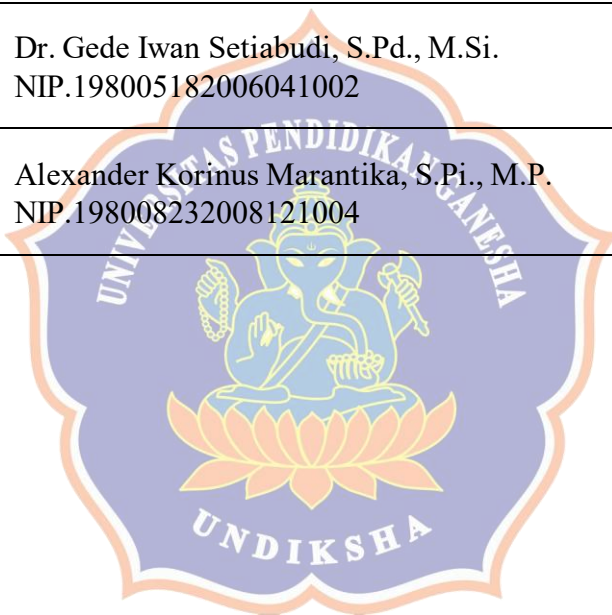 Dr. Gede Iwan Setiabudi, S.Pd., M.Si.
NIP.198005182006041002
Alexander Korinus Marantika, S.Pi., M.P.
NIP.198008232008121004
UNIVERSITAS PENDIDIKAN GANESHA
UNDIKSHA